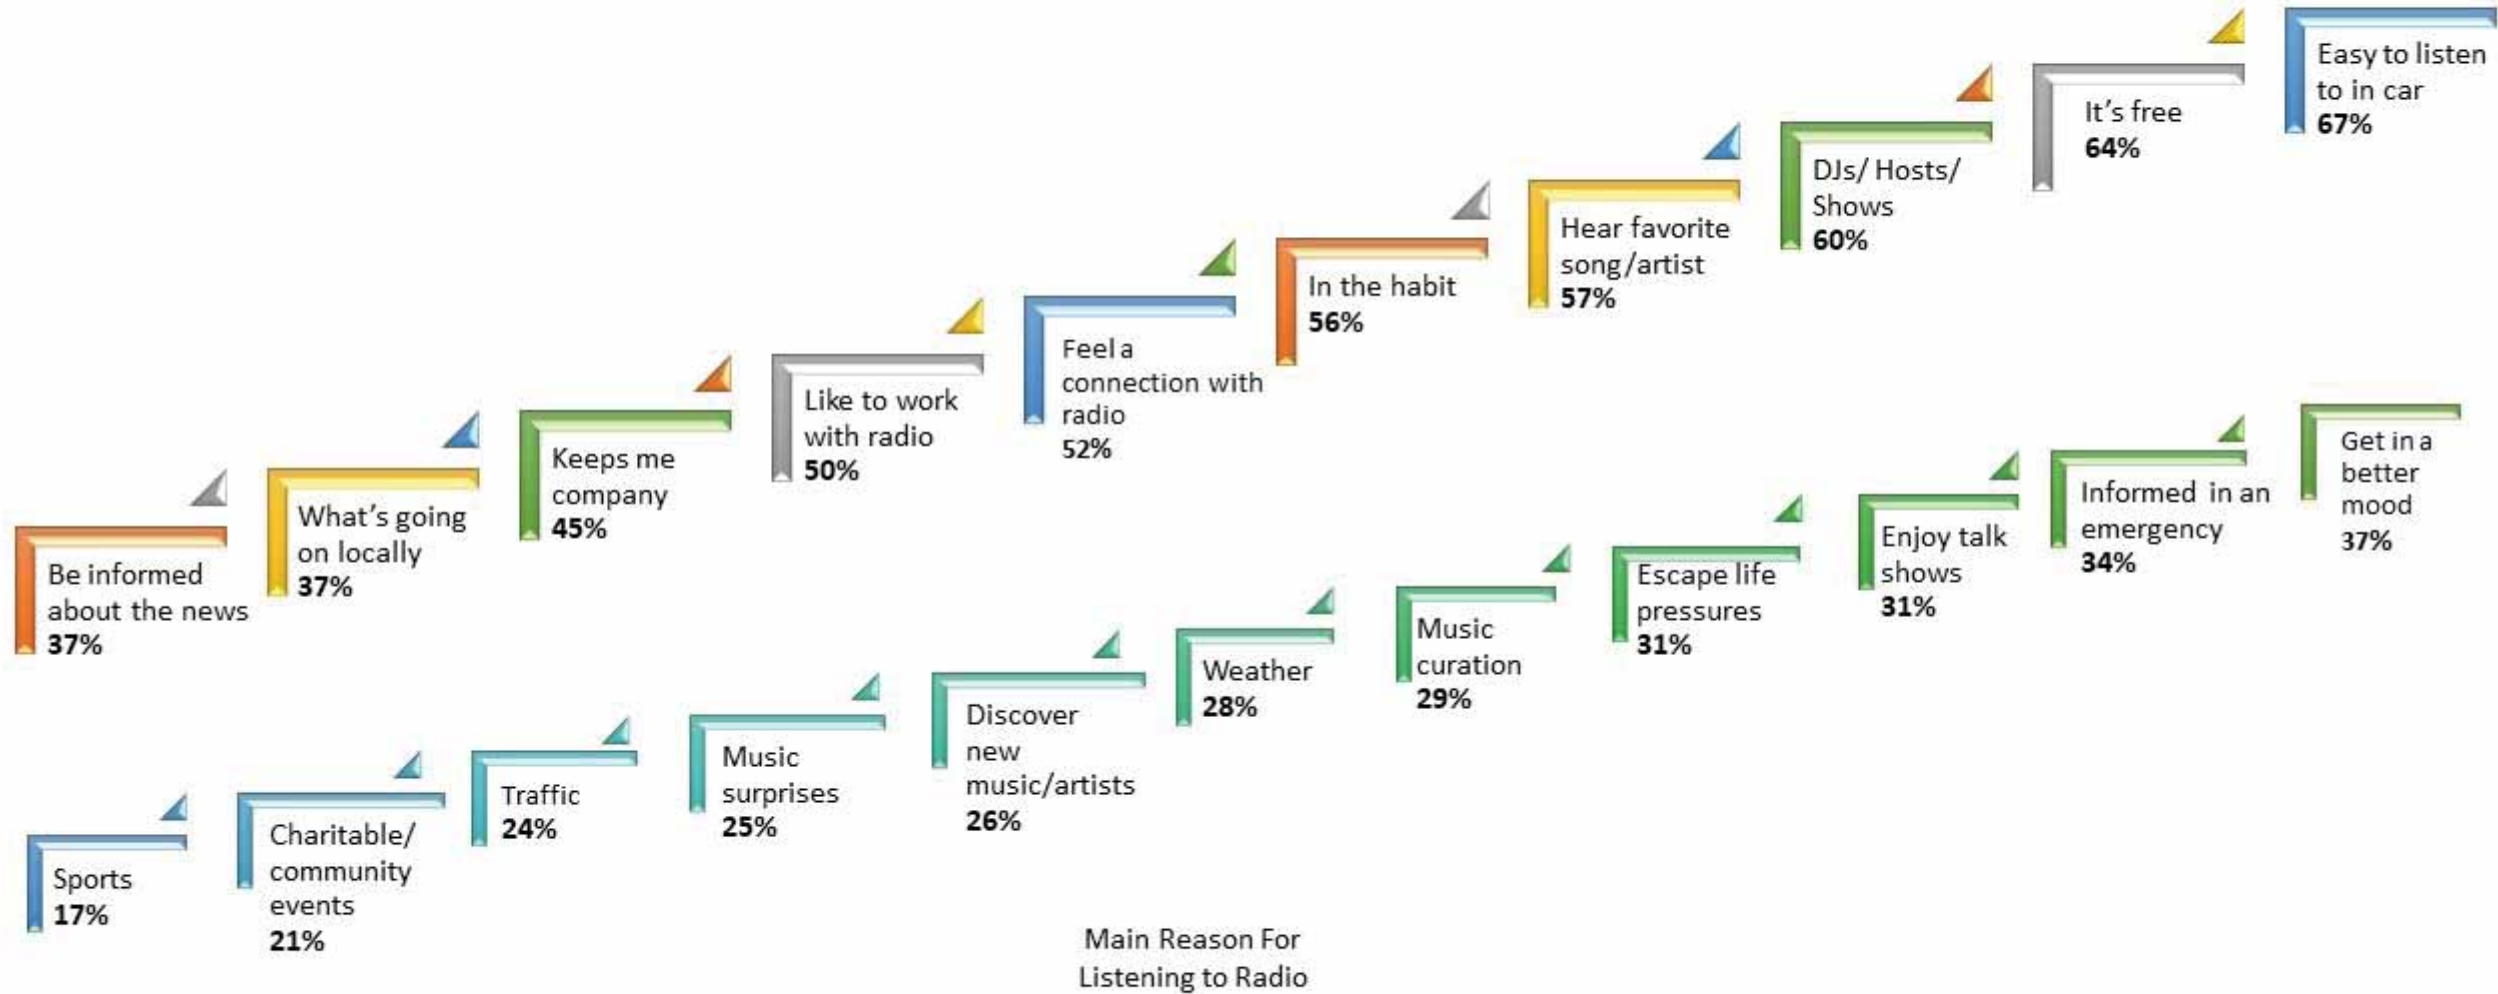 Easy to listen
to in car
67%
It's free
64%
DJs/ Hosts/
Shows
60%
Hear favorite
song/artist
57%
In the habit
56%
Feel a
connection with
radio
52%
Like to work
with radio
50%
Keeps me
company
45%
What's going
on locally
37%
Be informed
about the news
37%
Get in a
better
mood
37%
Informed in an
emergency
34%
Enjoy talk
shows
31%
Escape life
pressures
31%
Music
curation
29%
Weather
28%
Discover
new
music/artists
26%
Music
surprises
25%
Traffic
24%
Charitable/
community
events
21%
Sports
17%
Main Reason For
Listening to Radio